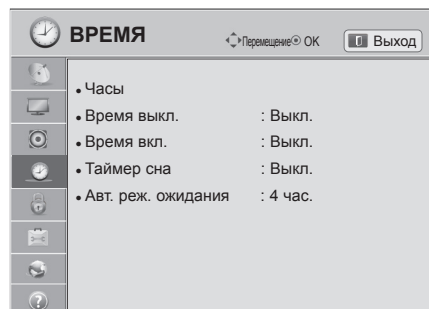 ВРЕМЯ Перемещение OK Выход
• Часы
• Время выкл. : Выкл.
• Время вкл. : Выкл.
• Таймер сна : Выкл.
• Авт. реж. ожидания : 4 час.